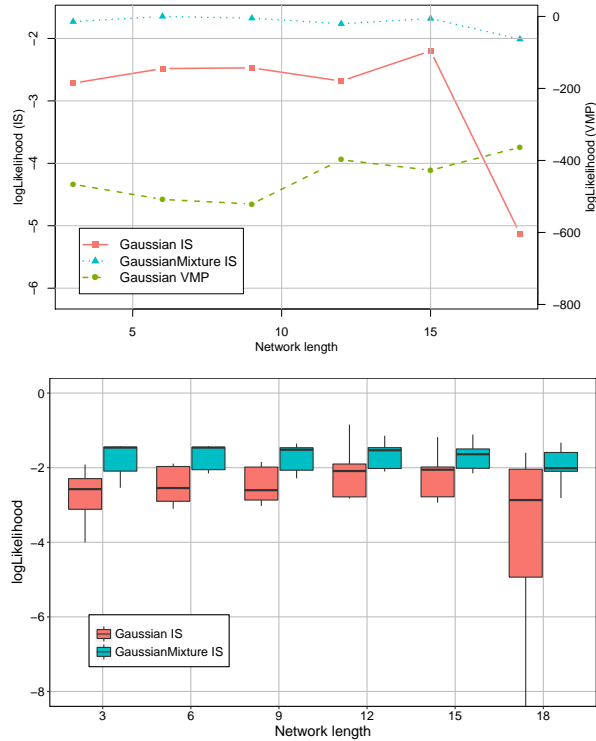 logLikelihood (IS)
-2
-3
-4
-5
-6
0
-200
-400
-600
-800
logLikelihood (VMP)
Gaussian IS
GaussianMixture IS
Gaussian VMP
5
10
15
Network length
logLikelihood
0
-2
-4
-6
-8
Gaussian IS
GaussianMixture IS
3
6
9
12
15
18
Network length